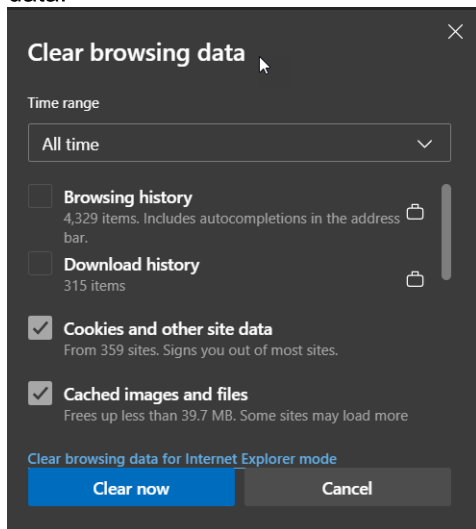 data.
Clear browsing data
Time range
All time
Browsing history
4,329 items. Includes autocompletions in the address
bar.
Download history
315 items
Cookies and other site data
From 359 sites. Signs you out of most sites.
Cached images and files
Frees up less than 39.7 MB. Some sites may load more
Clear browsing data for Internet Explorer mode
Clear now
Cancel